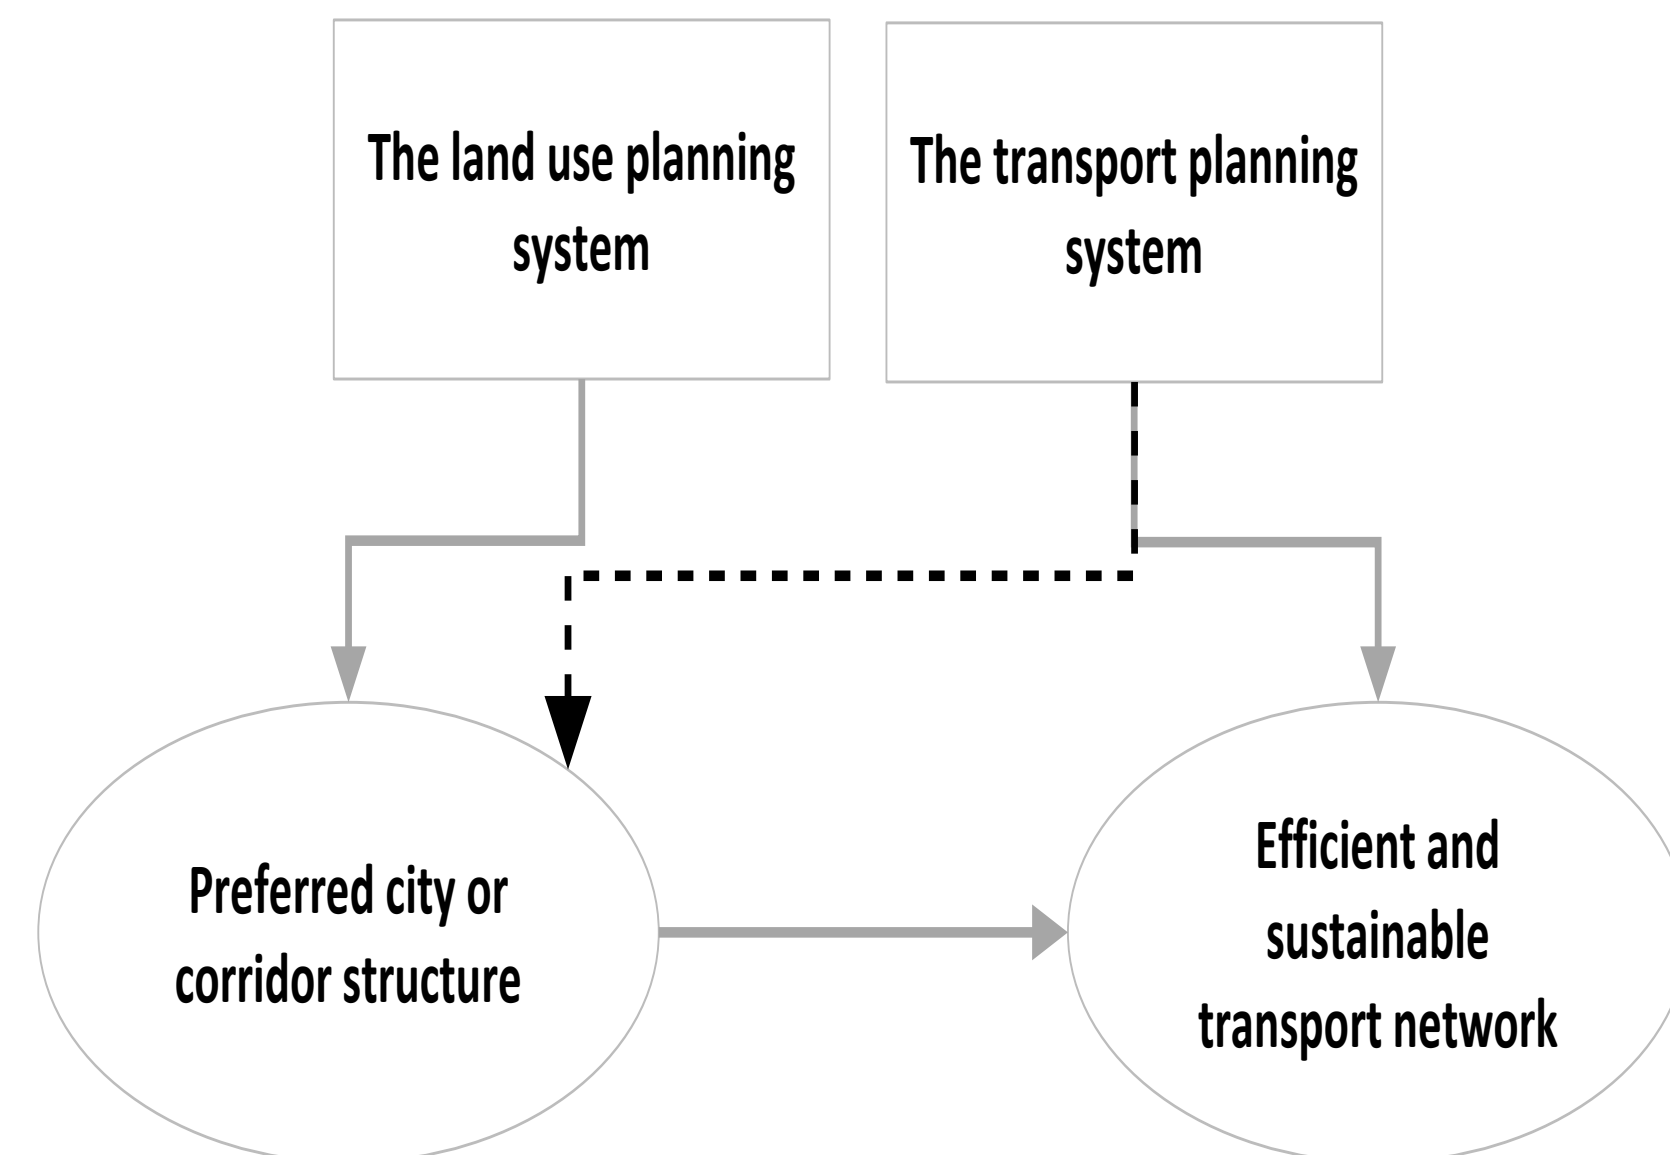 The land use planning
system
The transport planning
system
Preferred city or
corridor structure
Efficient and
sustainable
transport network